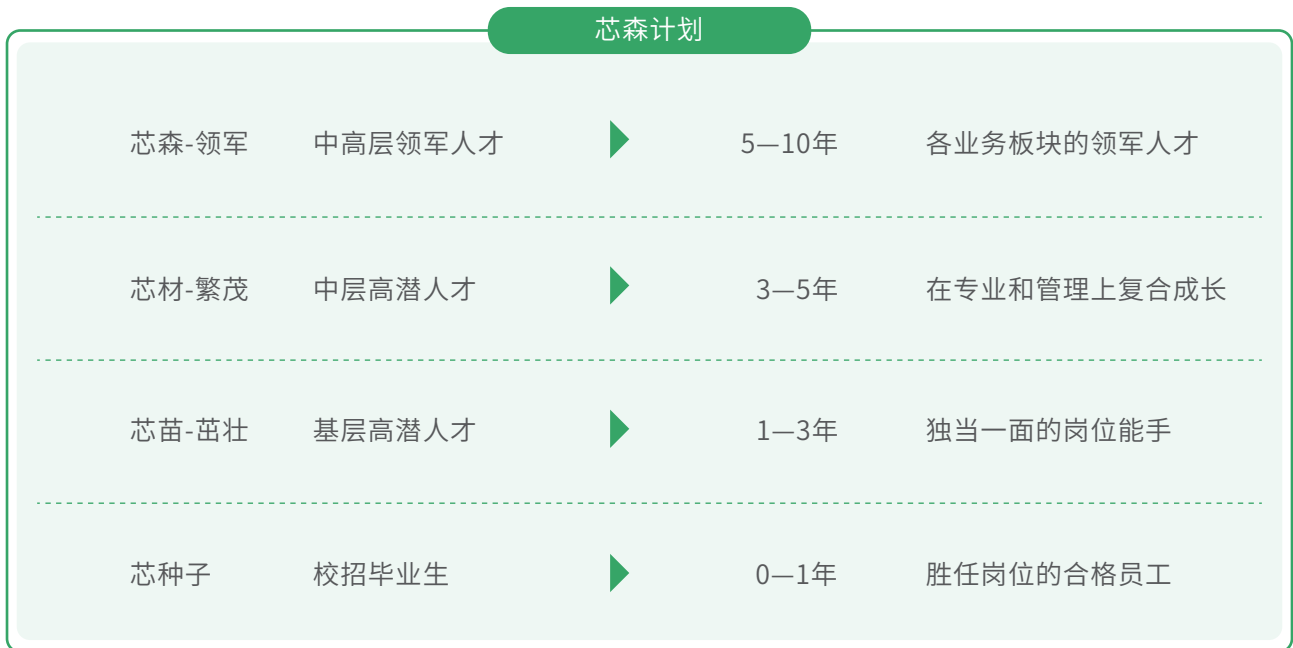 芯森计划
芯森-领军 中高层领军人才 5—10年 各业务板块的领军人才
芯材-繁茂 中层高潜人才 3—5年 在专业和管理上复合成长
芯苗-茁壮 基层高潜人才 1—3年 独当一面的岗位能手
芯种子 校招毕业生 0—1年 胜任岗位的合格员工